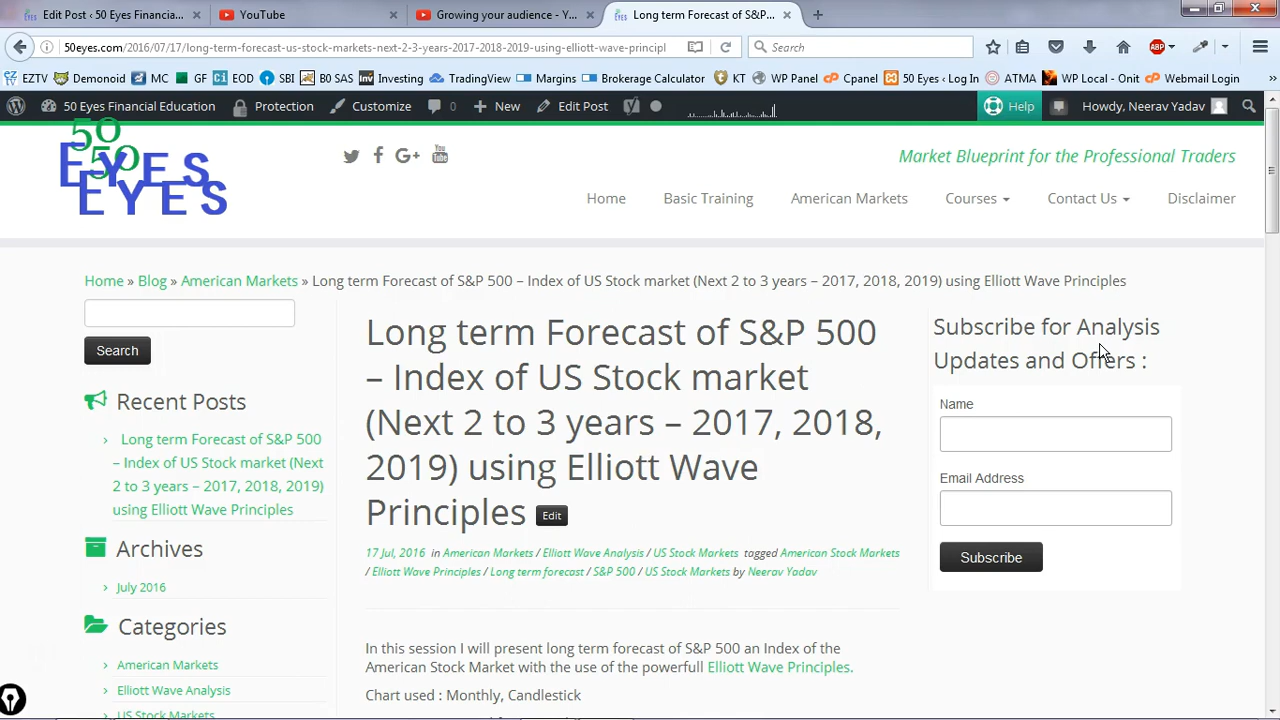 Edit Post ‹ 50 Eyes Financial...
YouTube
Growing your audience - ...
Long term Forecast of S&P...
50eyes.com/2016/07/17/long-term-forecast-us-stock-markets-next-2-3-years-2017-2018-2019-using-elliott-wave-principl
Search
EZTV
Demonoid
MC
GF
EOD
SBI
BO SAS
Investing
TradingView
Margins
Brokerage Calculator
KT
WP Panel
Cpanel
50 Eyes ‹ Log In
ATMA
WP Local - Onit
Webmail Login
50 Eyes Financial Education
Protection
Customize
0
New
Edit Post
Help
Howdy, Neerav Yadav
50
EYES
50
EYES
Market Blueprint for the Professional Traders
Home
Basic Training
American Markets
Courses
Contact Us
Disclaimer
Home » Blog » American Markets » Long term Forecast of S&P 500 – Index of US Stock market (Next 2 to 3 years – 2017, 2018, 2019) using Elliott Wave Principles
Search
Recent Posts
Long term Forecast of S&P 500
– Index of US Stock market (Next
2 to 3 years – 2017, 2018, 2019)
using Elliott Wave Principles
Archives
July 2016
Categories
American Markets
Elliott Wave Analysis
US Stock Markets
Long term Forecast of S&P 500
– Index of US Stock market
(Next 2 to 3 years – 2017, 2018,
2019) using Elliott Wave
Principles Edit
17 Jul, 2016 in American Markets / Elliott Wave Analysis / US Stock Markets tagged American Stock Markets
/ Elliott Wave Principles / Long term forecast / S&P 500 / US Stock Markets by Neerav Yadav
In this session I will present long term forecast of S&P 500 an Index of the
American Stock Market with the use of the powerfull Elliott Wave Principles.
Chart used : Monthly, Candlestick
Subscribe for Analysis
Updates and Offers :
Name
Email Address
Subscribe